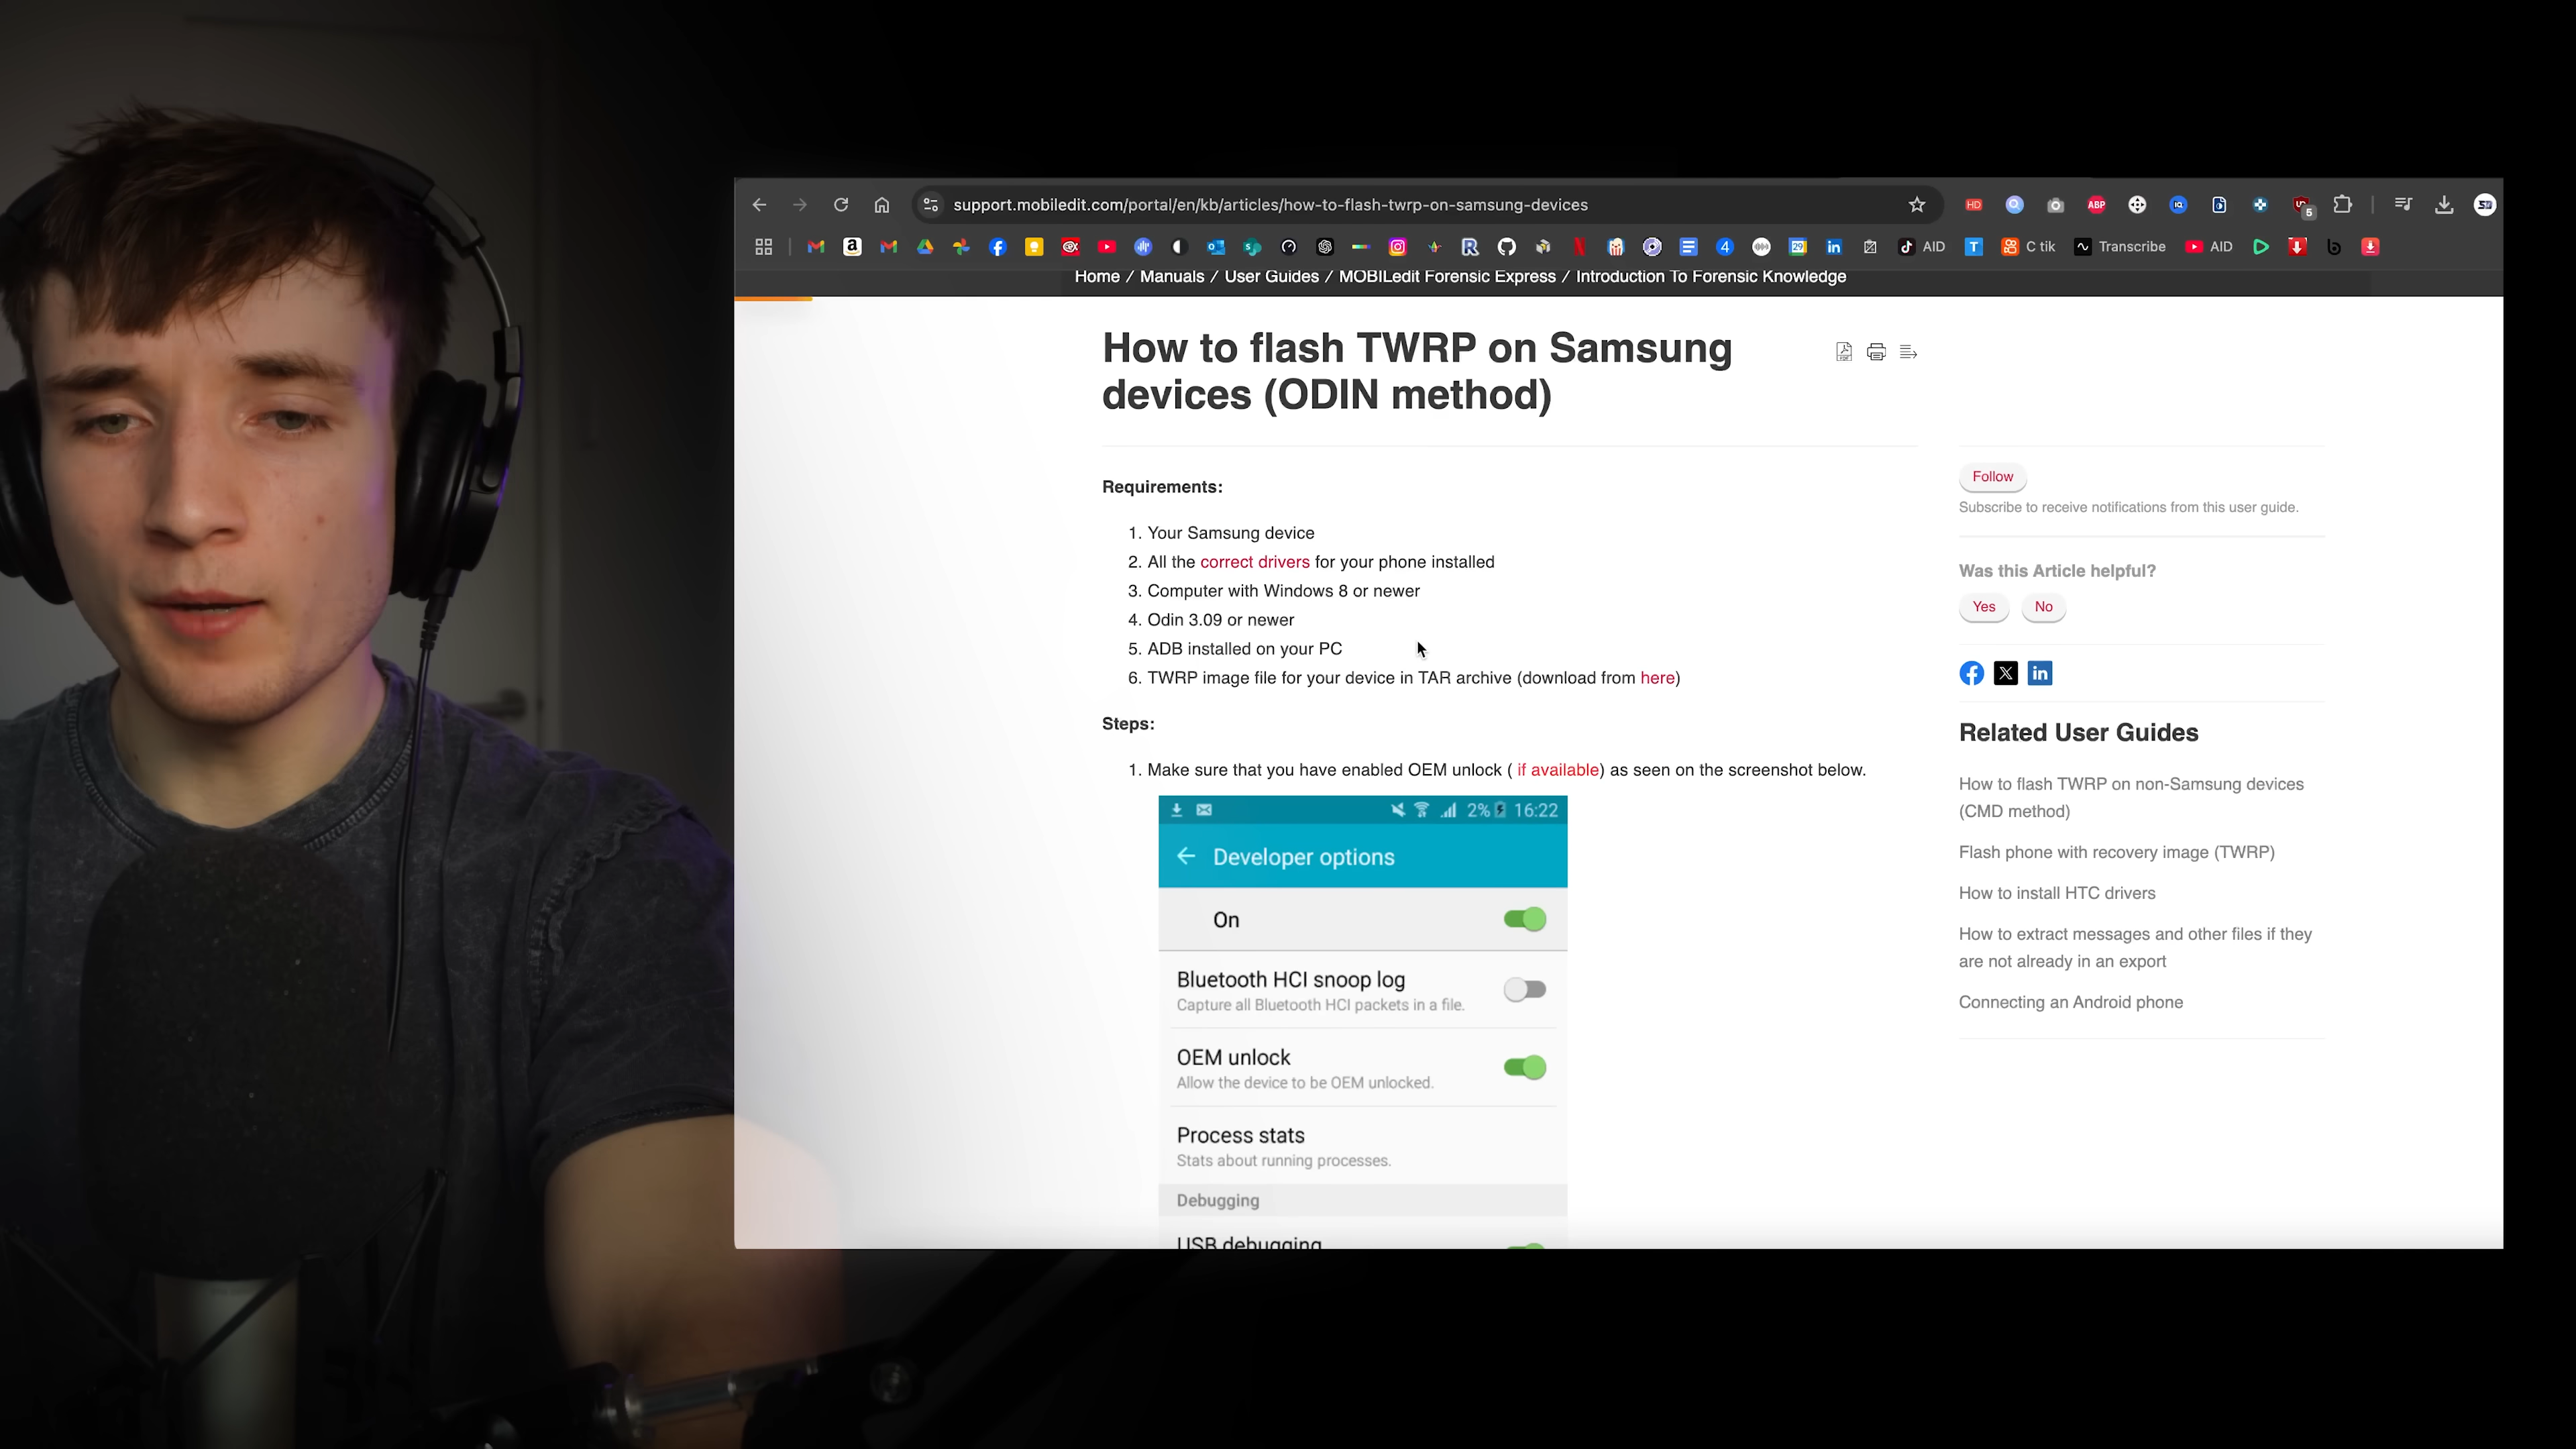 support.mobiledit.com/portal/en/kb/articles/how-to-flash-twrp-on-samsung-devices
HD
ABP
5
29
AID
T
C tik
Transcribe
AID
Home / Manuals / User Guides / MOBILedit Forensic Express / Introduction To Forensic Knowledge
How to flash TWRP on Samsung
devices (ODIN method)
Requirements:
1. Your Samsung device
2. All the correct drivers for your phone installed
3. Computer with Windows 8 or newer
4. Odin 3.09 or newer
5. ADB installed on your PC
6. TWRP image file for your device in TAR archive (download from here)
Steps:
1. Make sure that you have enabled OEM unlock ( if available) as seen on the screenshot below.
2% 16:22
Developer options
On
Bluetooth HCI snoop log
Capture all Bluetooth HCI packets in a file.
OEM unlock
Allow the device to be OEM unlocked.
Process stats
Stats about running processes.
Debugging
USB debugging
Follow
Subscribe to receive notifications from this user guide.
Was this Article helpful?
Yes
No
Related User Guides
How to flash TWRP on non-Samsung devices
(CMD method)
Flash phone with recovery image (TWRP)
How to install HTC drivers
How to extract messages and other files if they
are not already in an export
Connecting an Android phone